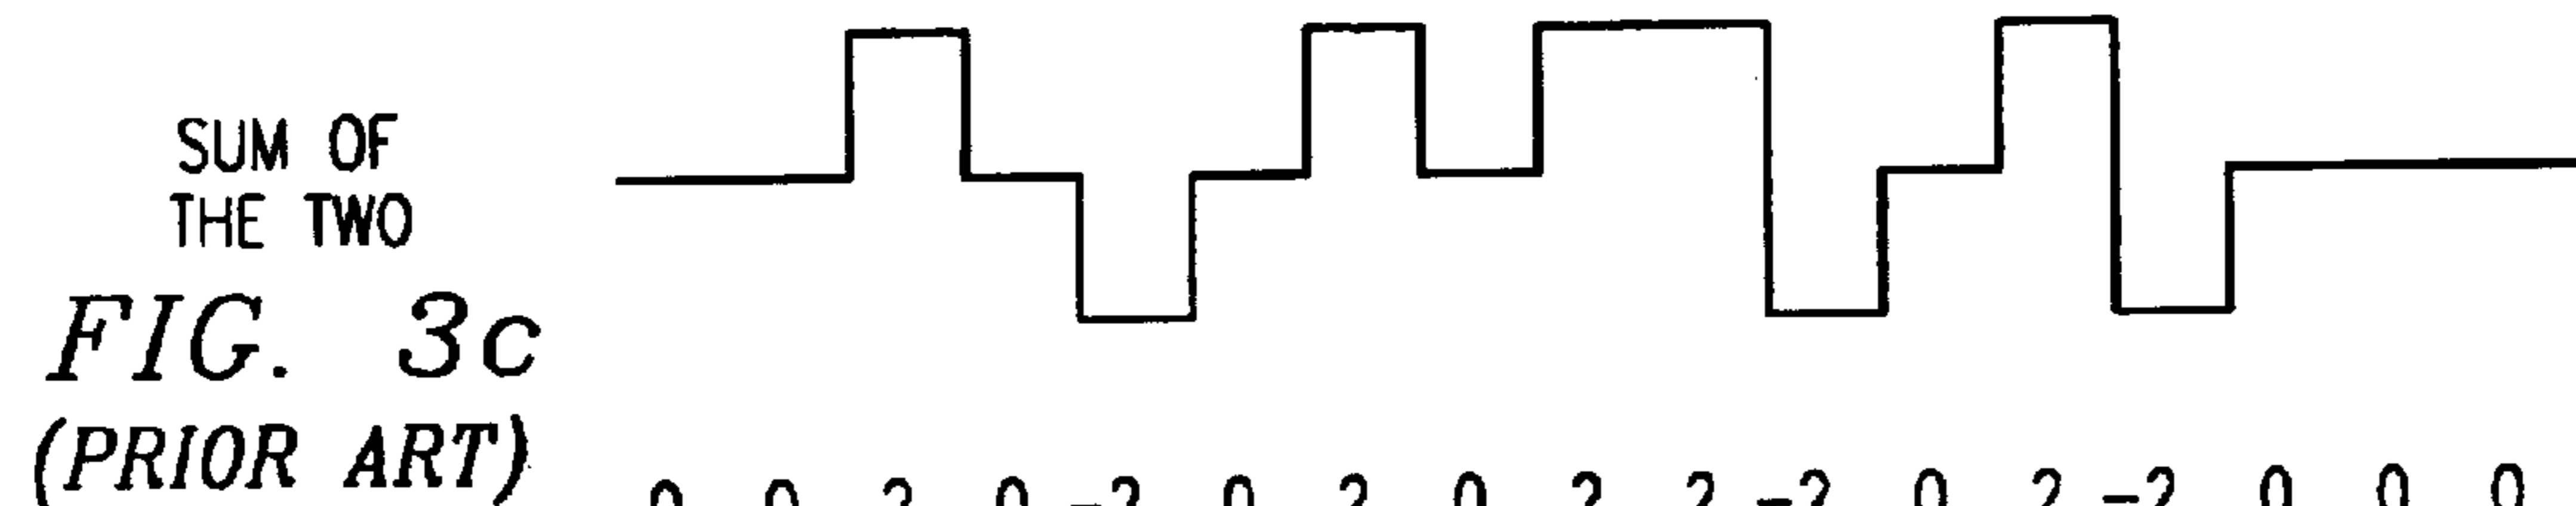 SUM OF
THE TWO
FIG. 3c
(PRIOR ART)
0 0 2 0 -2 0 2 0 2 2 -2 0 2 -2 0 0 0